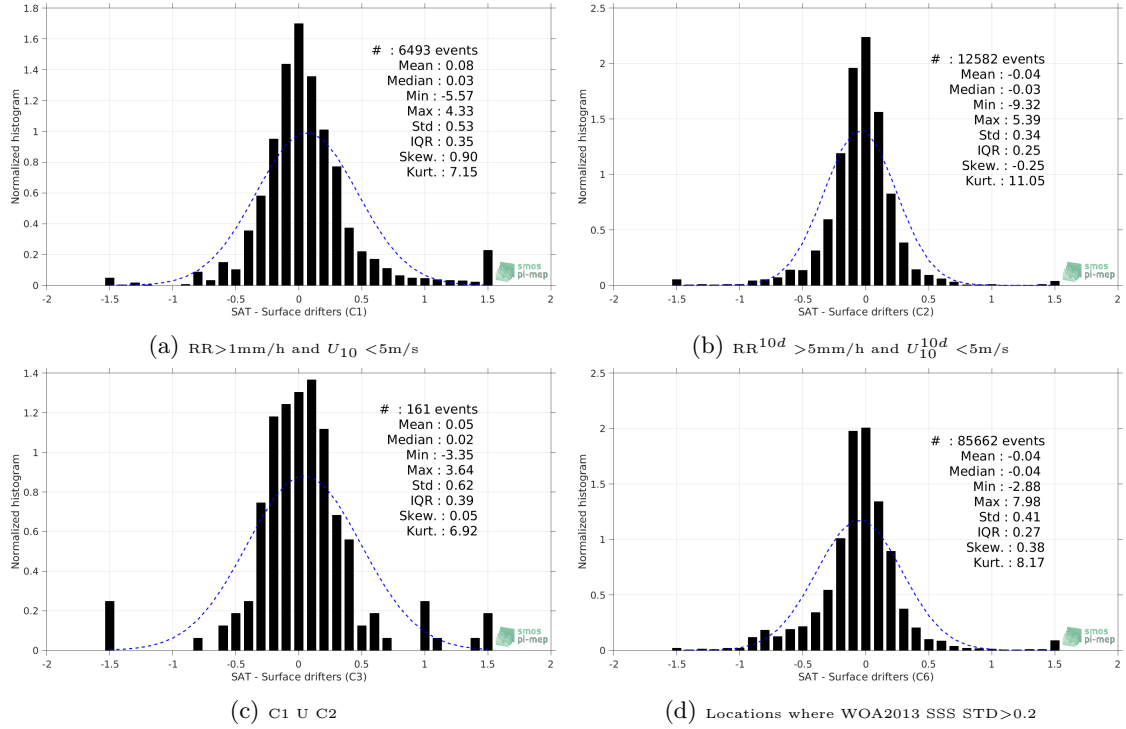 1.8
1.6
1.4
1.2
1
0.8
0.6
0.4
0.2
0
Normalized histogram
# : 6493 events
Mean : 0.08
Median : 0.03
Min : -5.57
Max : 4.33
Std : 0.53
IQR : 0.35
Skew. : 0.90
Kurt. : 7.15
smos
pi-mep
-2 -1.5 -1 -0.5 0 0.5 1 1.5 2
SAT - Surface drifters (C1)
(a) RR>1mm/h and U10 <5m/s
2.5
2
1.5
1
0.5
0
Normalized histogram
# : 12582 events
Mean : -0.04
Median : -0.03
Min : -9.32
Max : 5.39
Std : 0.34
IQR : 0.25
Skew. : -0.25
Kurt. : 11.05
smos
pi-mep
-2 -1.5 -1 -0.5 0 0.5 1 1.5 2
SAT - Surface drifters (C2)
(b) RR^10d >5mm/h and U10^10d <5m/s
1.4
1.2
1
0.8
0.6
0.4
0.2
0
Normalized histogram
# : 161 events
Mean : 0.05
Median : 0.02
Min : -3.35
Max : 3.64
Std : 0.62
IQR : 0.39
Skew. : 0.05
Kurt. : 6.92
smos
pi-mep
-2 -1.5 -1 -0.5 0 0.5 1 1.5 2
SAT - Surface drifters (C3)
(c) C1 U C2
2.5
2
1.5
1
0.5
0
Normalized histogram
# : 85662 events
Mean : -0.04
Median : -0.04
Min : -2.88
Max : 7.98
Std : 0.41
IQR : 0.27
Skew. : 0.38
Kurt. : 8.17
smos
pi-mep
-2 -1.5 -1 -0.5 0 0.5 1 1.5 2
SAT - Surface drifters (C6)
(d) Locations where WOA2013 SSS STD>0.2